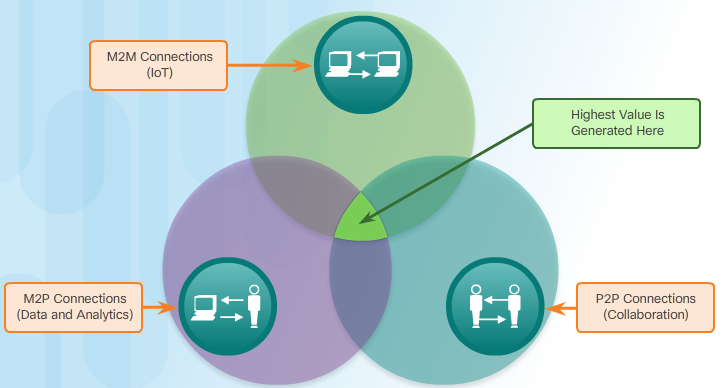 M2M Connections
(IoT)
Highest Value Is
Generated Here
M2P Connections
(Data and Analytics)
P2P Connections
(Collaboration)